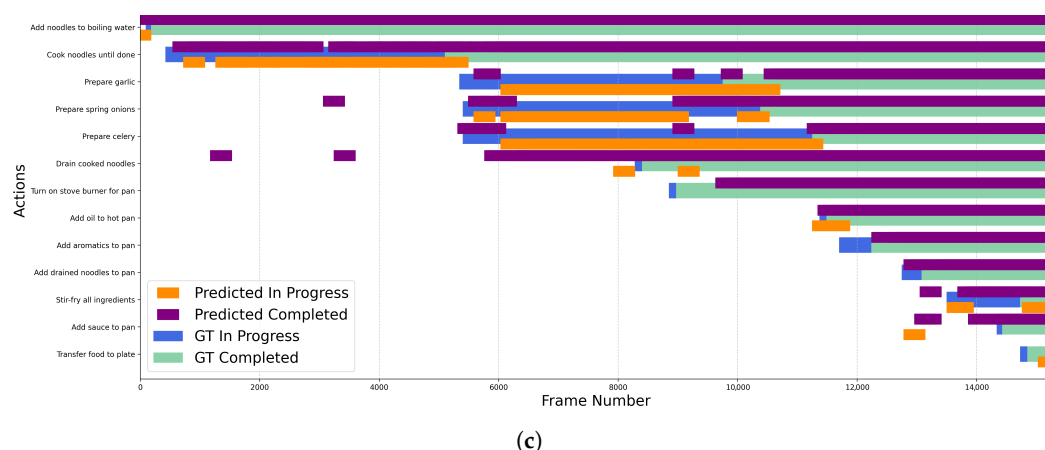 Add noodles to boiling water
Cook noodles until done
Prepare garlic
Prepare spring onions
Prepare celery
Drain cooked noodles
Turn on stove burner for pan
Add oil to hot pan
Add aromatics to pan
Add drained noodles to pan
Stir-fry all ingredients
Add sauce to pan
Transfer food to plate
Actions
Predicted In Progress
Predicted Completed
GT In Progress
GT Completed
0 2000 4000 6000 8000 10,000 12,000 14,000
Frame Number
(c)